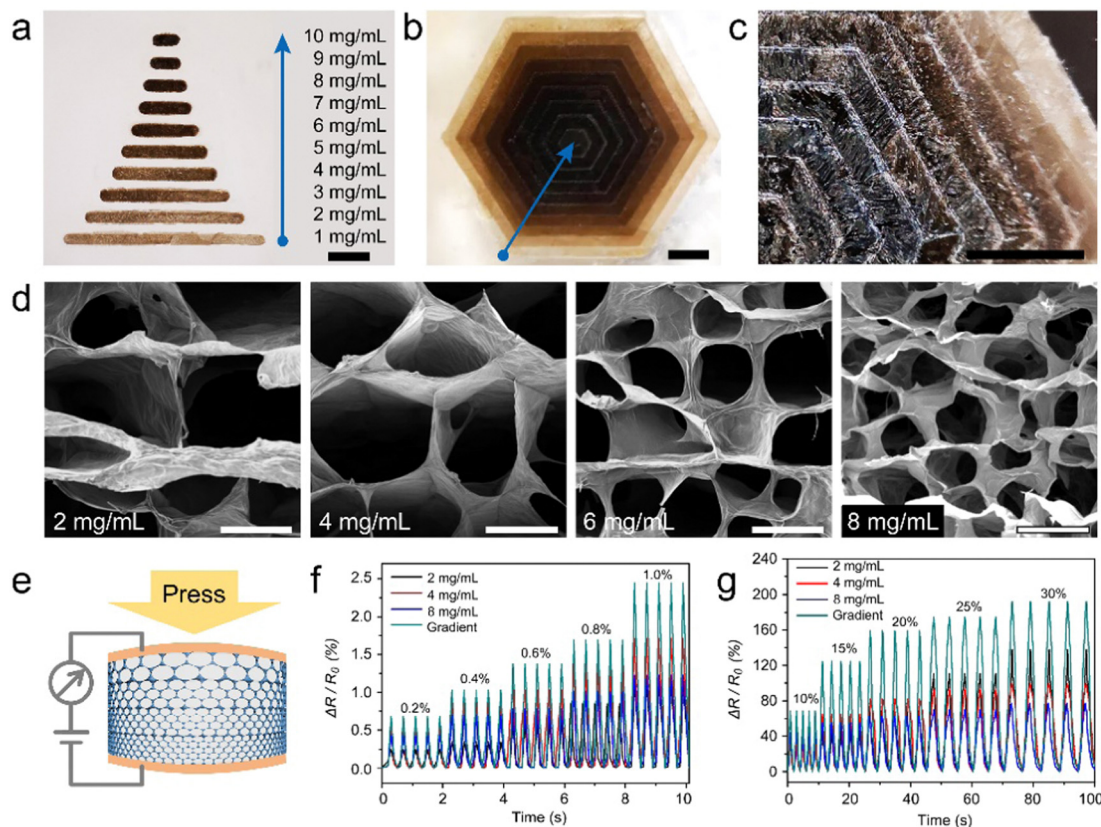 a
10 mg/mL
9 mg/mL
8 mg/mL
7 mg/mL
6 mg/mL
5 mg/mL
4 mg/mL
3 mg/mL
2 mg/mL
1 mg/mL
b
c
d
2 mg/mL
4 mg/mL
6 mg/mL
8 mg/mL
e
Press
f
2.5
2.0
1.5
1.0
0.5
0.0
ΔR / R0 (%)
2 mg/mL
4 mg/mL
8 mg/mL
Gradient
0.2%
0.4%
0.6%
0.8%
1.0%
0 2 4 6 8 10
Time (s)
g
240
200
160
120
80
40
0
ΔR / R0 (%)
2 mg/mL
4 mg/mL
8 mg/mL
Gradient
10%
15%
20%
25%
30%
0 20 40 60 80 100
Time (s)